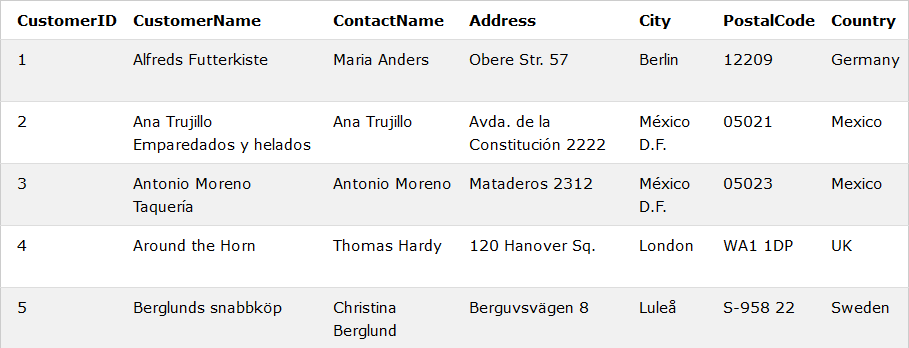 CustomerID CustomerName ContactName Address City PostalCode Country
1 Alfreds Futterkiste Maria Anders Obere Str. 57 Berlin 12209 Germany
2 Ana Trujillo Ana Trujillo Avda. de la México 05021 Mexico
Emparedados y helados Constitución 2222 D.F.
3 Antonio Moreno Antonio Moreno Mataderos 2312 México 05023 Mexico
Taquería D.F.
4 Around the Horn Thomas Hardy 120 Hanover Sq. London WA1 1DP UK
5 Berglunds snabbköp Christina Berguvsvägen 8 Luleå S-958 22 Sweden
Berglund